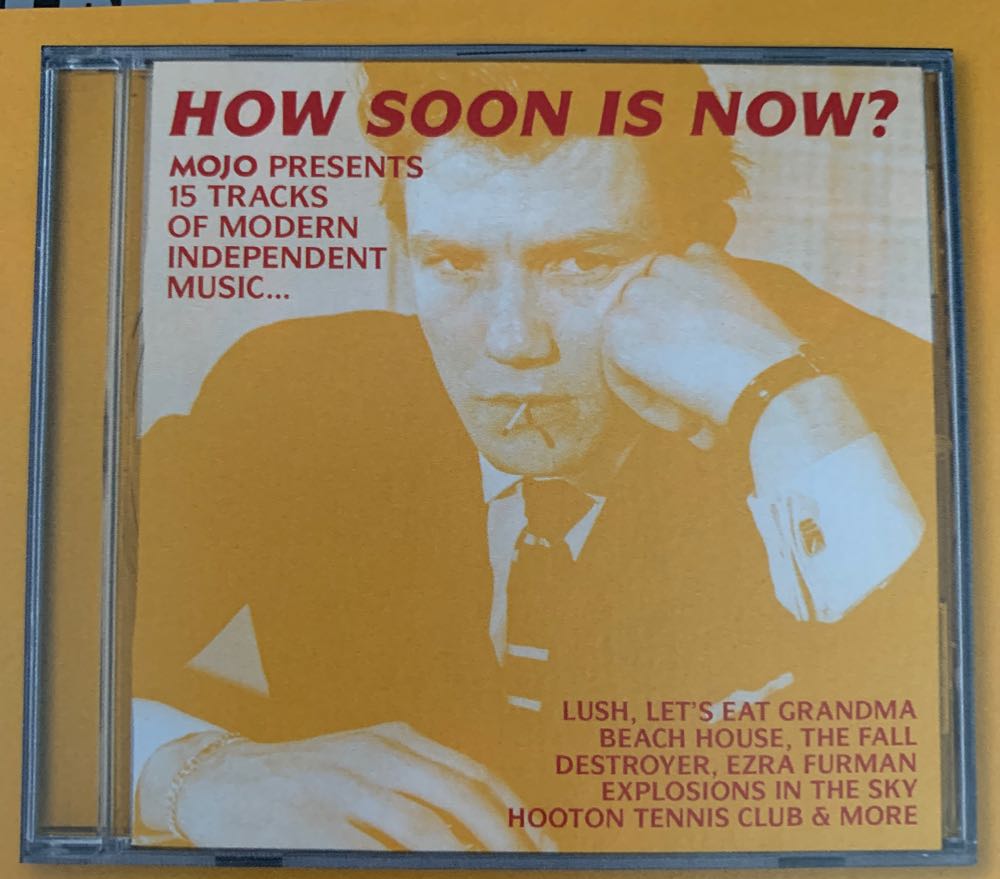 HOW SOON IS NOW?
MOJO PRESENTS
15 TRACKS
OF MODERN
INDEPENDENT
MUSIC...
LUSH, LET'S EAT GRANDMA
BEACH HOUSE, THE FALL
DESTROYER, EZRA FURMAN
EXPLOSIONS IN THE SKY
HOOTON TENNIS CLUB & MORE